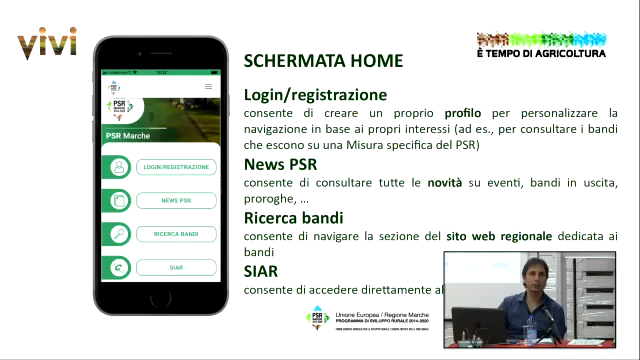 vivi
È TEMPO DI AGRICOLTURA
SCHERMATA HOME
Login/registrazione
consente di creare un proprio profilo per personalizzare la
navigazione in base ai propri interessi (ad es., per consultare i bandi
che escono su una Misura specifica del PSR)
News PSR
consente di consultare tutte le novità su eventi, bandi in uscita,
proroghe, ...
Ricerca bandi
consente di navigare la sezione del sito web regionale dedicata ai
bandi
SIAR
consente di accedere direttamente al
PSR
PSR Marche
LOGIN/REGISTRAZIONE
NEWS PSR
RICERCA BANDI
SIAR
PSR
Unione Europea / Regione Marche
PROGRAMMA DI SVILUPPO RURALE 2014-2020